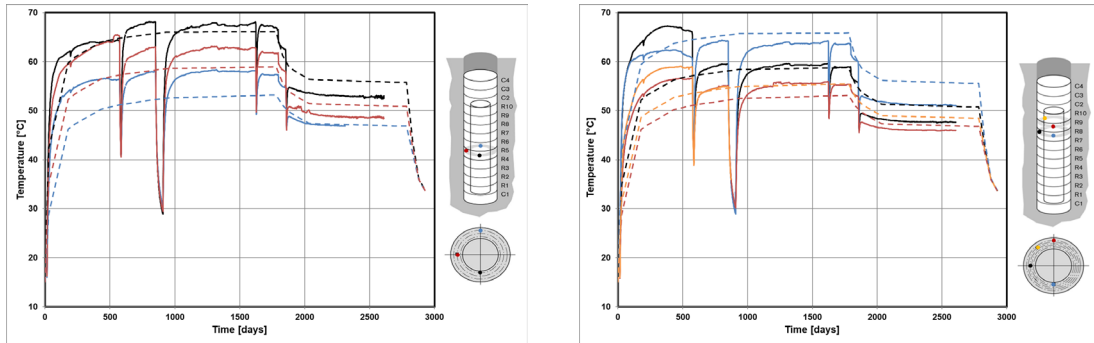 70
60
50
40
30
20
10
Temperature [°C]
0
500
1000
1500
2000
2500
3000
Time [days]
C4
C3
C2
R10
R9
R8
R7
R6
R5
R4
R3
R2
R1
C1
70
60
50
40
30
20
10
Temperature [°C]
0
500
1000
1500
2000
2500
3000
Time [days]
C4
C3
C2
R10
R9
R8
R7
R6
R5
R4
R3
R2
R1
C1